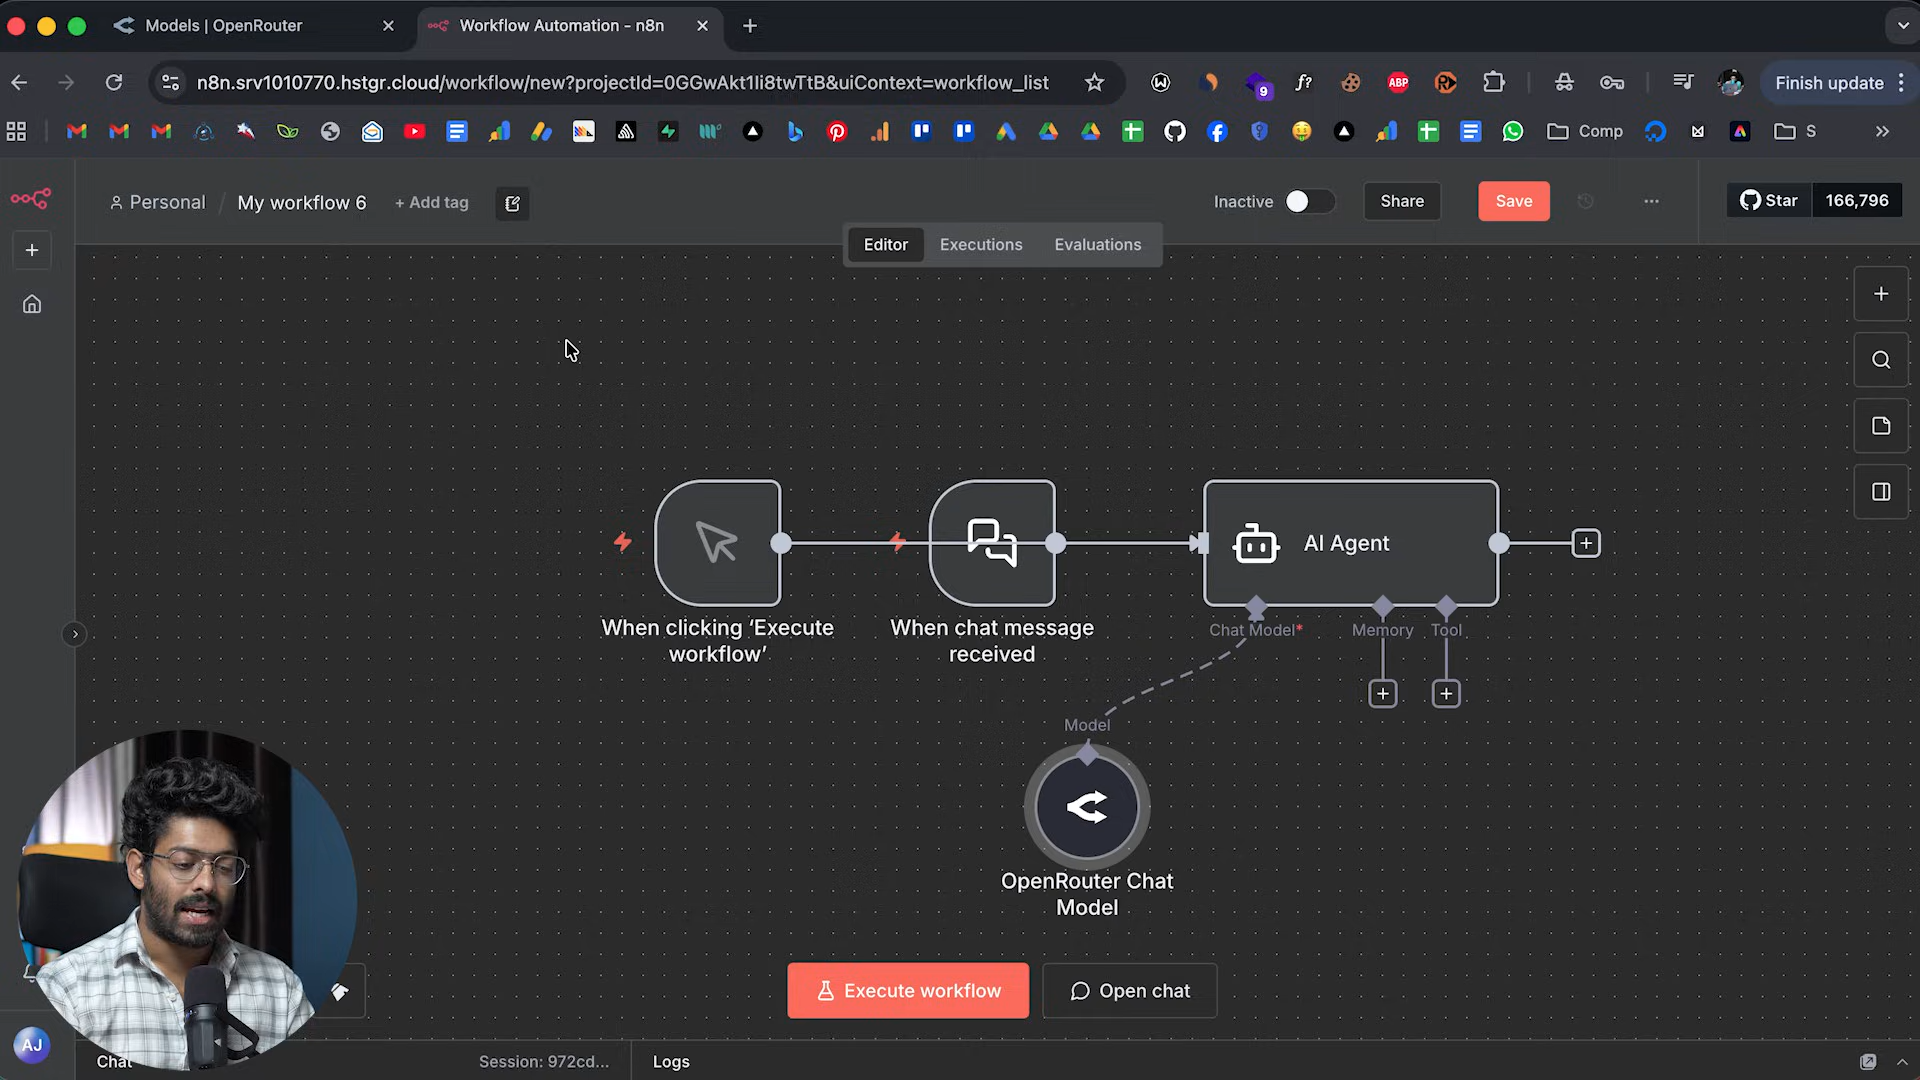 Models | OpenRouter
Workflow Automation - n8n
n8n.srv1010770.hstgr.cloud/workflow/new?projectId=0GGwAkt1Ii8twTtB&uiContext=workflow_list
9
f?
ABP
Finish update
Comp
S
Personal / My workflow 6
+ Add tag
Inactive
Share
Save
Star
166,796
Editor
Executions
Evaluations
AI Agent
When clicking ‘Execute workflow’
When chat message received
Chat Model*
Memory
Tool
Model
OpenRouter Chat Model
Execute workflow
Open chat
AJ
Chat
Session: 972cd...
Logs